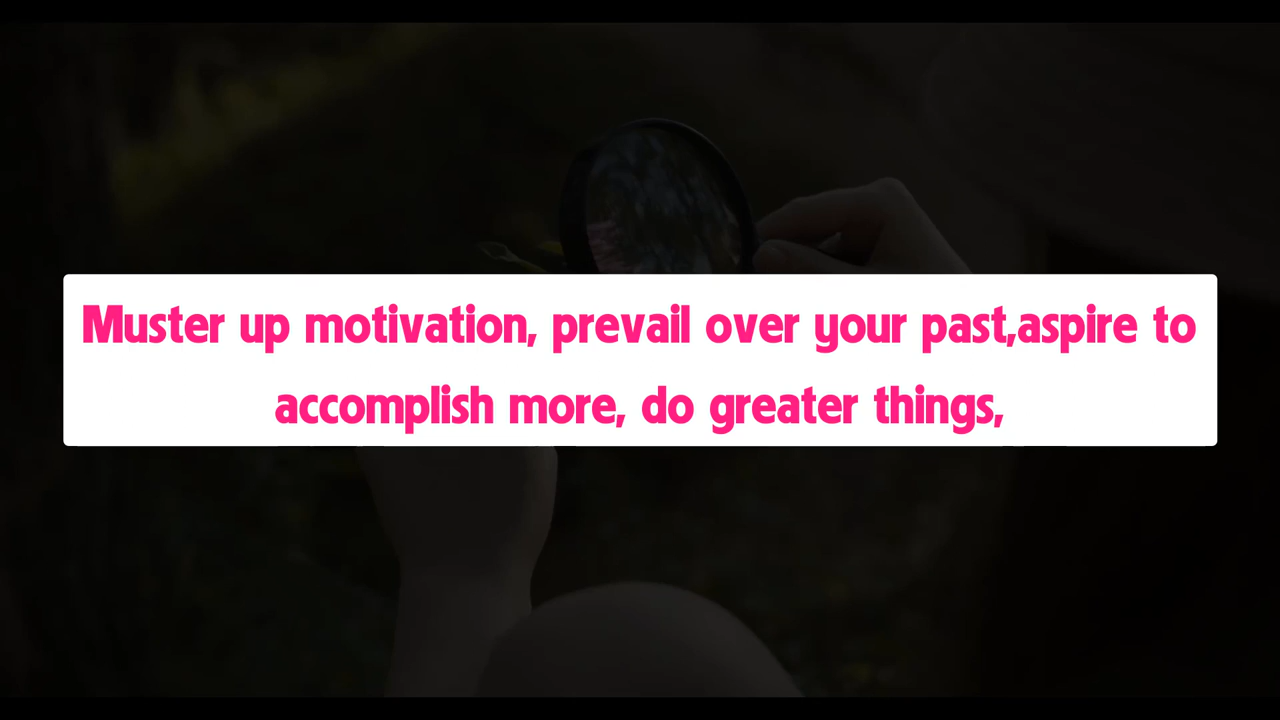 Muster up motivation, prevail over your past,aspire to
accomplish more, do greater things,